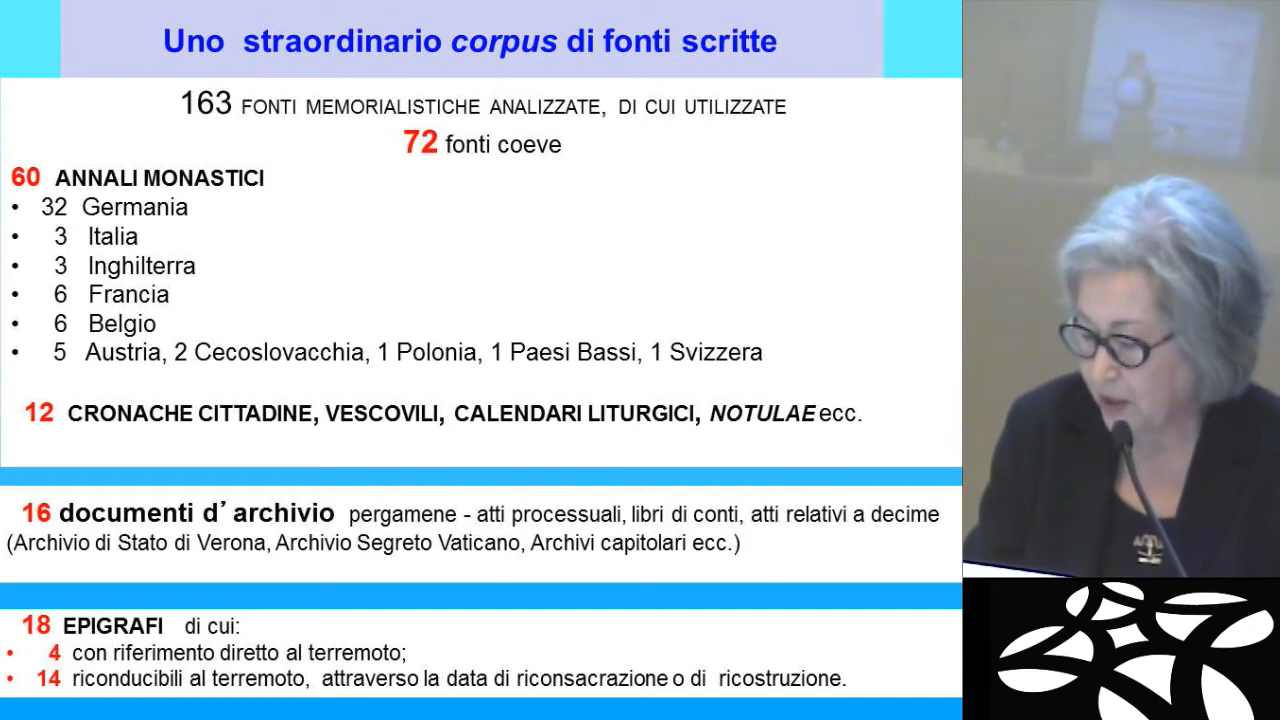 Uno straordinario corpus di fonti scritte
163 FONTI MEMORIALISTICHE ANALIZZATE, DI CUI UTILIZZATE
72 fonti coeve
60 ANNALI MONASTICI
• 32 Germania
• 3 Italia
• 3 Inghilterra
• 6 Francia
• 6 Belgio
• 5 Austria, 2 Cecoslovacchia, 1 Polonia, 1 Paesi Bassi, 1 Svizzera
12 CRONACHE CITTADINE, VESCOVILI, CALENDARI LITURGICI, NOTULAE ecc.
16 documenti d’archivio pergamene - atti processuali, libri di conti, atti relativi a decime
(Archivio di Stato di Verona, Archivio Segreto Vaticano, Archivi capitolari ecc.)
18 EPIGRAFI di cui:
• 4 con riferimento diretto al terremoto;
• 14 riconducibili al terremoto, attraverso la data di riconsacrazione o di ricostruzione.